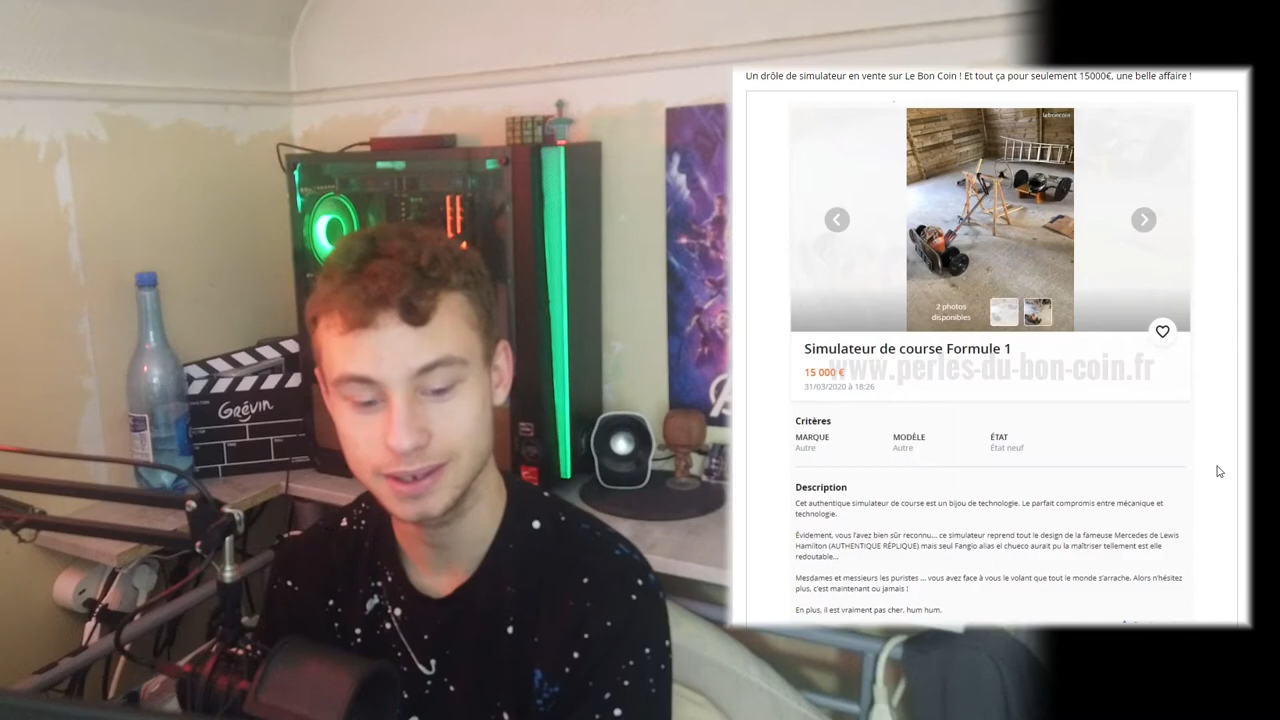 Un drôle de simulateur en vente sur Le Bon Coin ! Et tout ça pour seulement 15000€, une belle affaire !
leboncoin
2 photos
disponibles
Simulateur de course Formule 1
www.perles-du-bon-coin.fr
15 000 €
31/03/2020 à 18:26
Critères
MARQUE MODÈLE ÉTAT
Autre Autre État neuf
Description
Cet authentique simulateur de course est un bijou de technologie. Le parfait compromis entre mécanique et
technologie.
Évidement, vous l'avez bien sûr reconnu... ce simulateur reprend tout le design de la fameuse Mercedes de Lewis
Hamilton (AUTHENTIQUE RÉPLIQUE) mais seul Fangio alias el chueco aurait pu la maîtriser tellement est elle
redoutable...
Mesdames et messieurs les puristes ... vous avez face à vous le volant que tout le monde s'arrache. Alors n'hésitez
plus, c'est maintenant ou jamais !
En plus, il est vraiment pas cher, hum hum.
Grévin